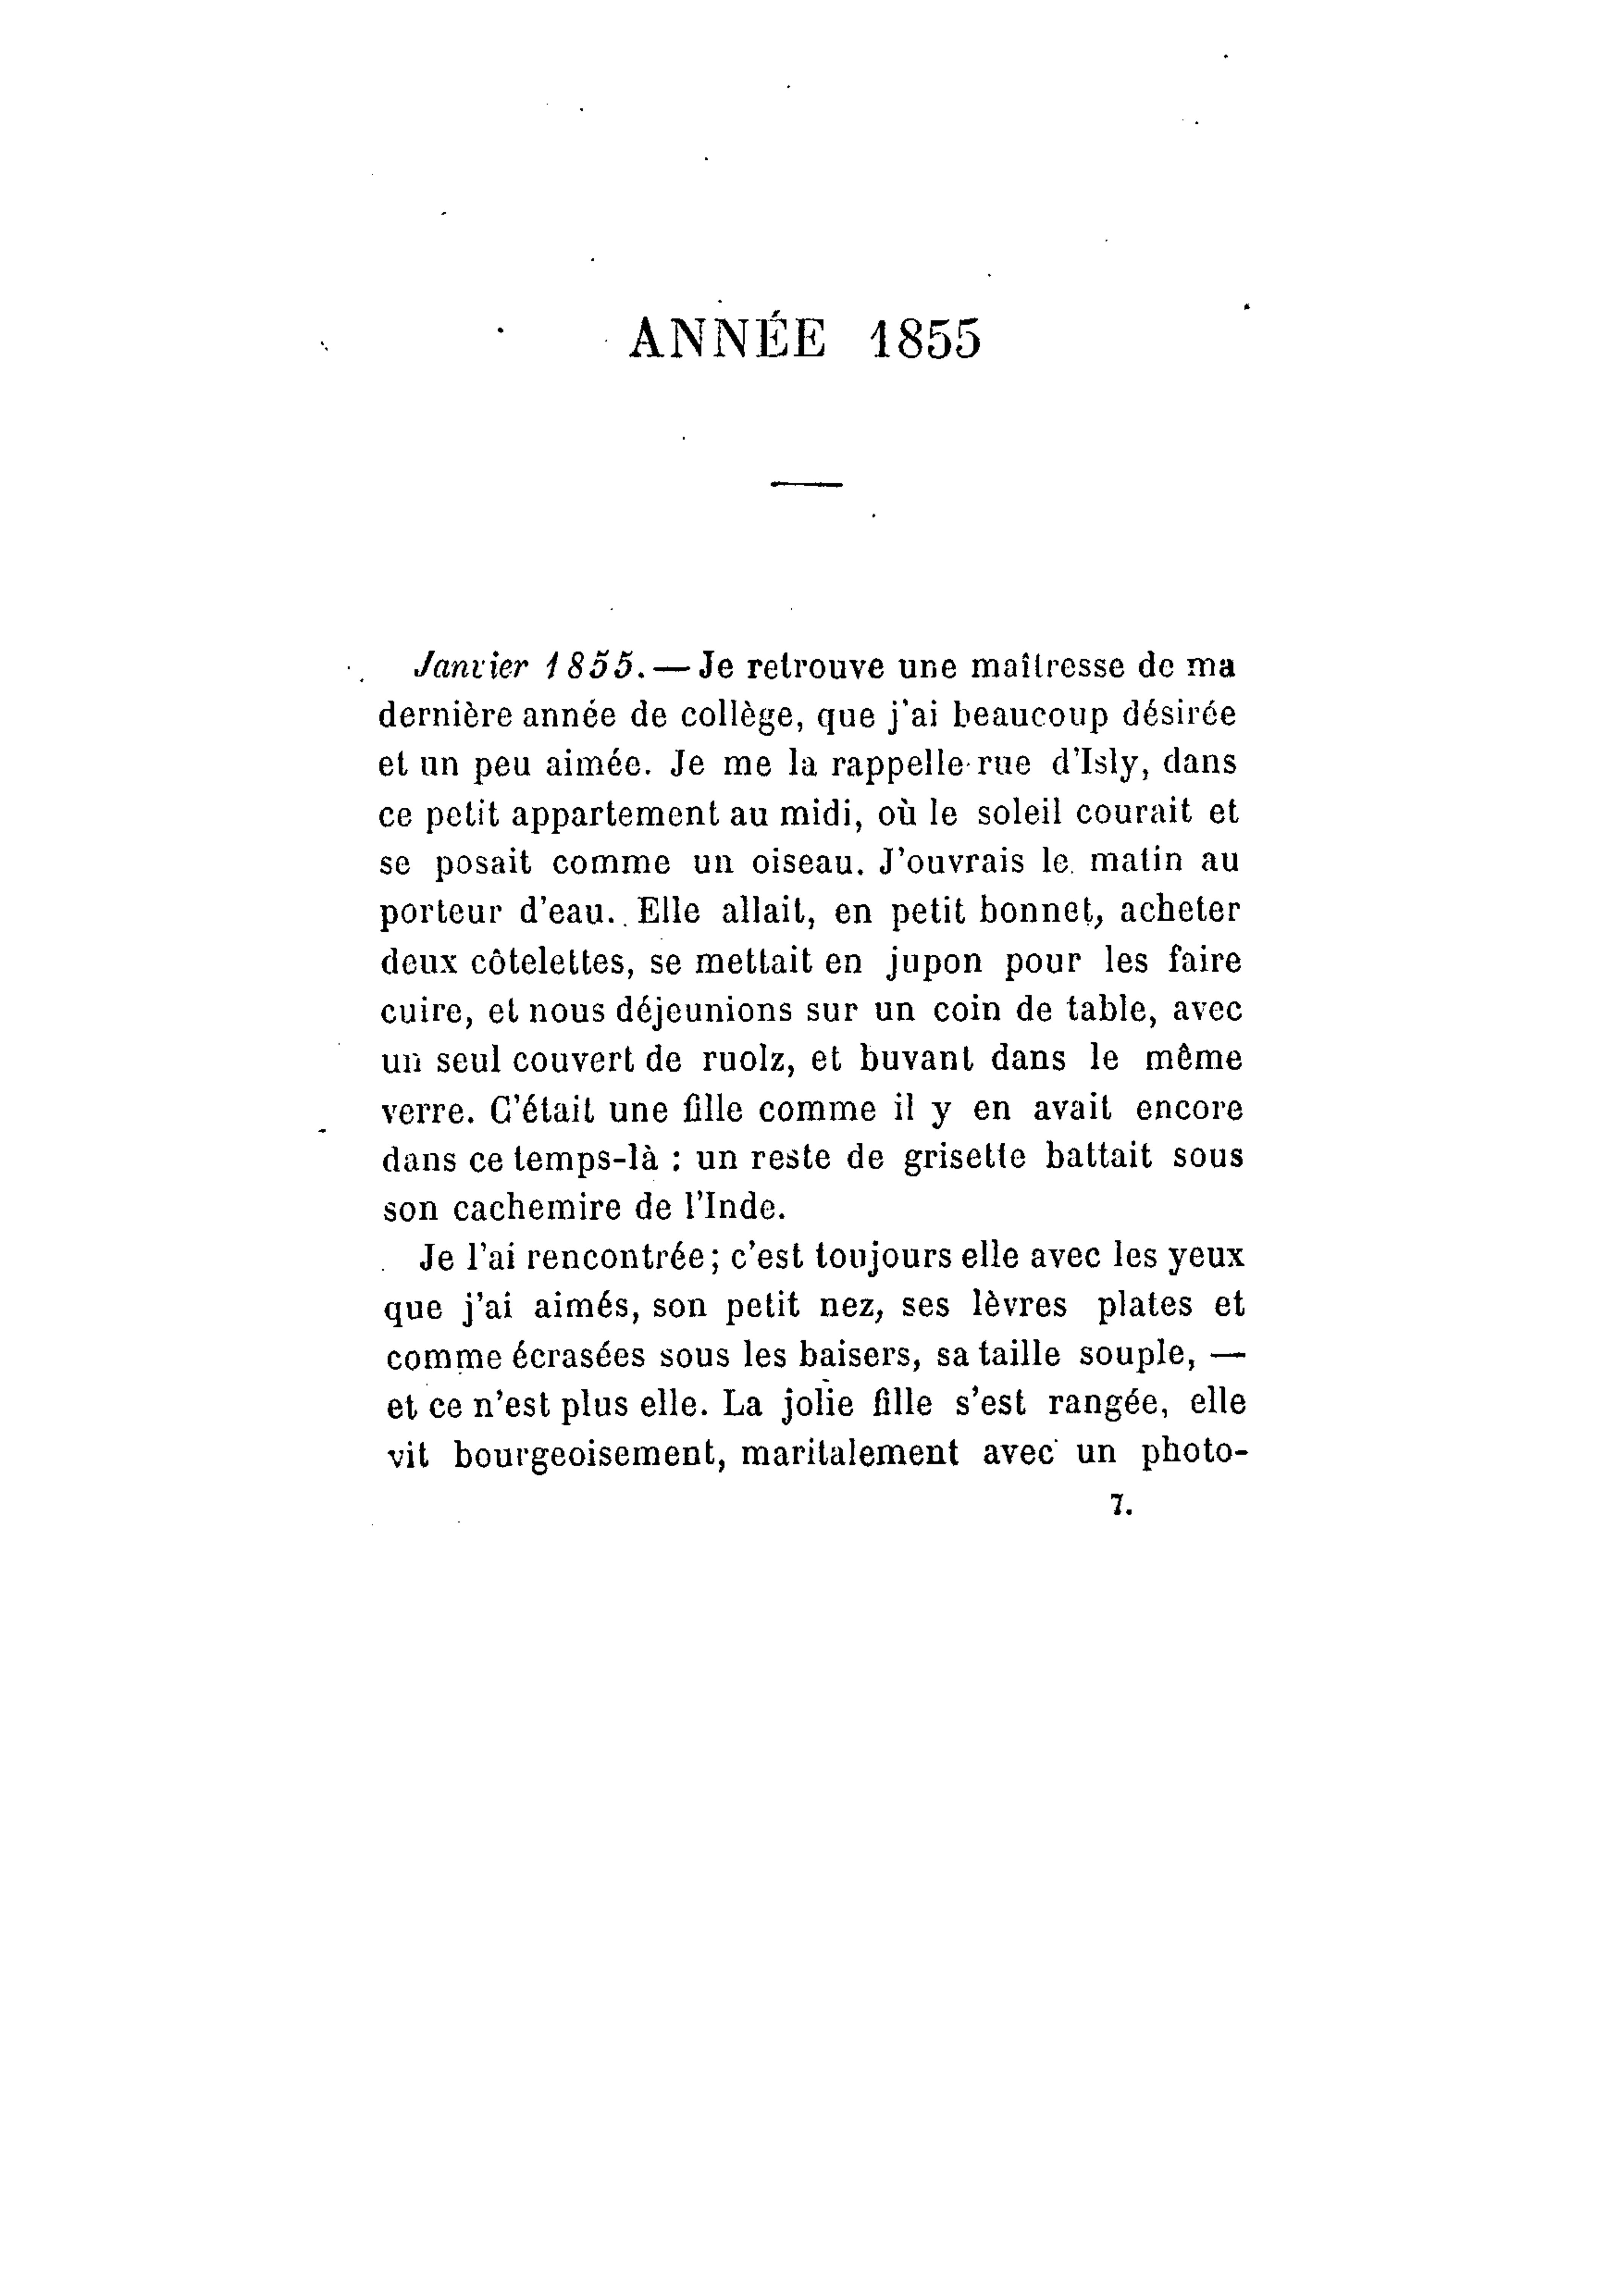 ANNÉE 1855
Janvier 1855. — Je retrouve une maîtresse de ma
dernière année de collège, que j'ai beaucoup désirée
et un peu aimée. Je me la rappelle rue d'Isly, dans
ce petit appartement au midi, où le soleil courait et
se posait comme un oiseau. J'ouvrais le matin au
porteur d'eau. Elle allait, en petit bonnet, acheter
deux côtelettes, se mettait en jupon pour les faire
cuire, et nous déjeunions sur un coin de table, avec
un seul couvert de ruolz, et buvant dans le même
verre. C'était une fille comme il y en avait encore
dans ce temps-là : un reste de grisette battait sous
son cachemire de l'Inde.
Je l'ai rencontrée; c'est toujours elle avec les yeux
que j'ai aimés, son petit nez, ses lèvres plates et
comme écrasées sous les baisers, sa taille souple, —
et ce n'est plus elle. La jolie fille s'est rangée, elle
vit bourgeoisement, maritalement avec un photo-
7.